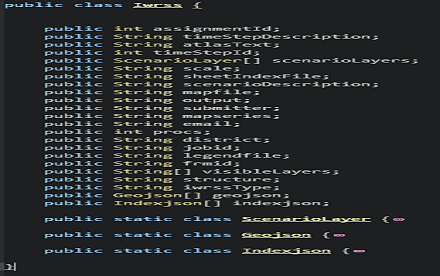 public class Iwrss {
public int assignmentId;
public String timeStepDescription;
public String atlasText;
public int timeStepId;
public ScenarioLayer[] scenarioLayers;
public String scale;
public String sheetIndexFile;
public String scenarioDescription;
public String mapfile;
public String output;
public String submitter;
public String mapseries;
public String email;
public int procs;
public String district;
public String jobid;
public String legendfile;
public String frmid;
public String[] visibleLayers;
public String structure;
public String iwrssType;
public Geojson[] geojson;
public Indexjson[] indexjson;
public static class ScenarioLayer {
public static class Geojson {
public static class Indexjson {
}